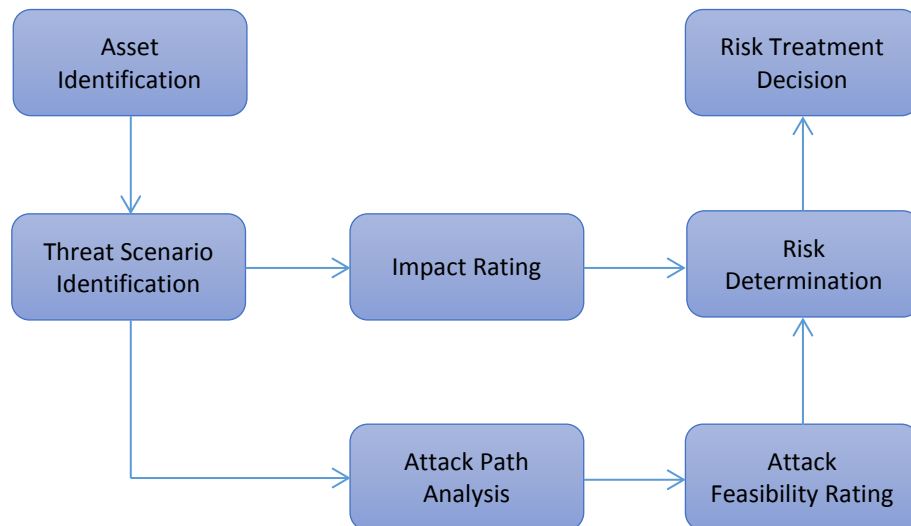 Asset
Identification
Risk Treatment
Decision
Threat Scenario
Identification
Impact Rating
Risk
Determination
Attack Path
Analysis
Attack
Feasibility Rating